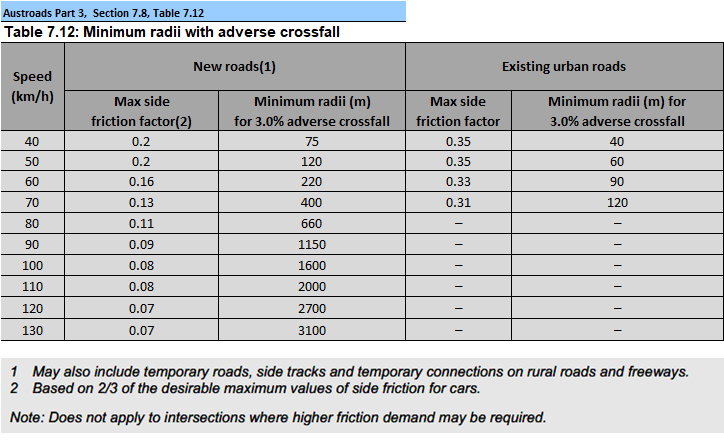 Austroads Part 3, Section 7.8, Table 7.12
Table 7.12: Minimum radii with adverse crossfall
Speed (km/h) New roads(1) Existing urban roads
Max side friction factor(2) Minimum radii (m) for 3.0% adverse crossfall Max side friction factor Minimum radii (m) for 3.0% adverse crossfall
40 0.2 75 0.35 40
50 0.2 120 0.35 60
60 0.16 220 0.33 90
70 0.13 400 0.31 120
80 0.11 660 – –
90 0.09 1150 – –
100 0.08 1600 – –
110 0.08 2000 – –
120 0.07 2700 – –
130 0.07 3100 – –
1 May also include temporary roads, side tracks and temporary connections on rural roads and freeways.
2 Based on 2/3 of the desirable maximum values of side friction for cars.
Note: Does not apply to intersections where higher friction demand may be required.